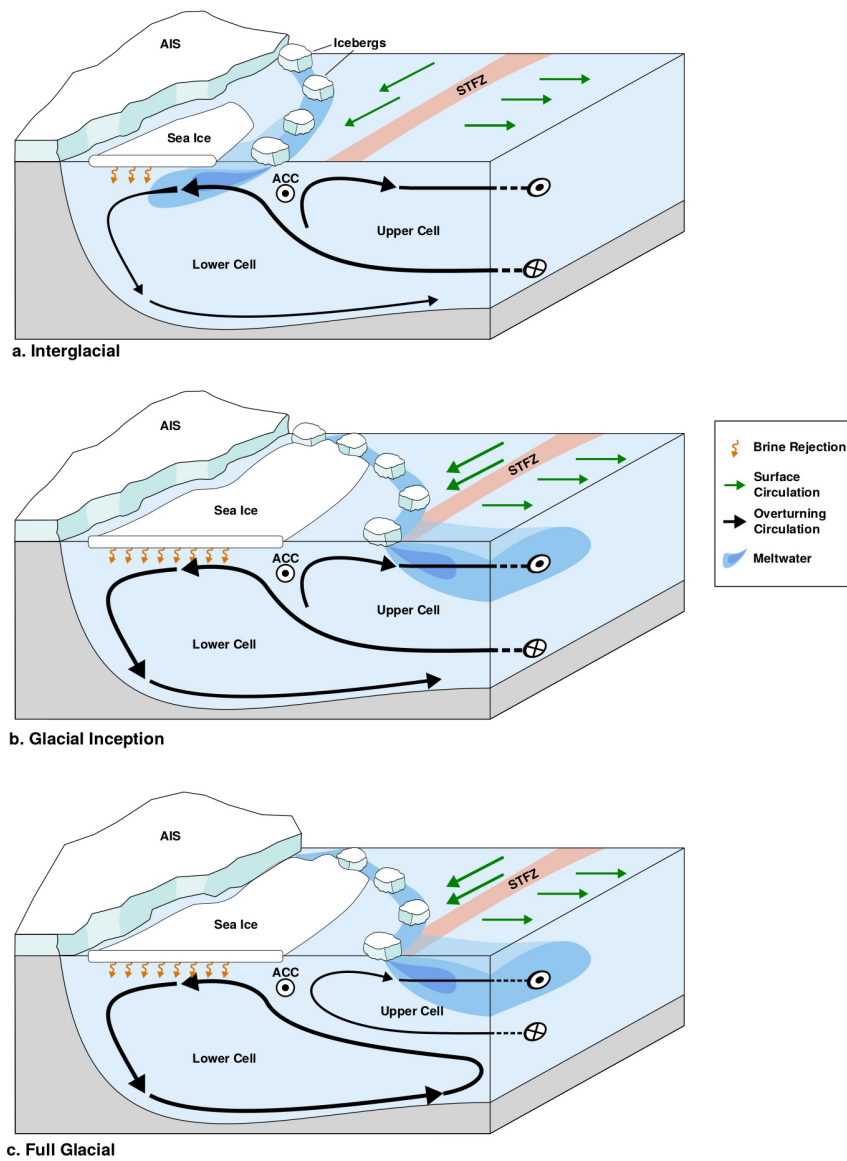 AIS
Icebergs
STFZ
Sea Ice
ACC
Upper Cell
Lower Cell
a. Interglacial
AIS
STFZ
Sea Ice
ACC
Upper Cell
Lower Cell
b. Glacial Inception
Brine Rejection
Surface
Circulation
Overturning
Circulation
Meltwater
AIS
STFZ
Sea Ice
ACC
Upper Cell
Lower Cell
c. Full Glacial